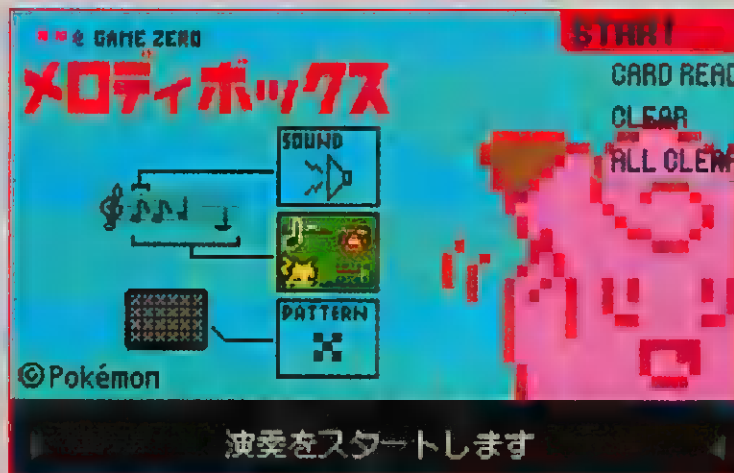 GAME ZERO
メロディボックス
START
CARD READ
CLEAR
ALL CLEAR
SOUND
PATTERN
©Pokémon
演奏をスタートします